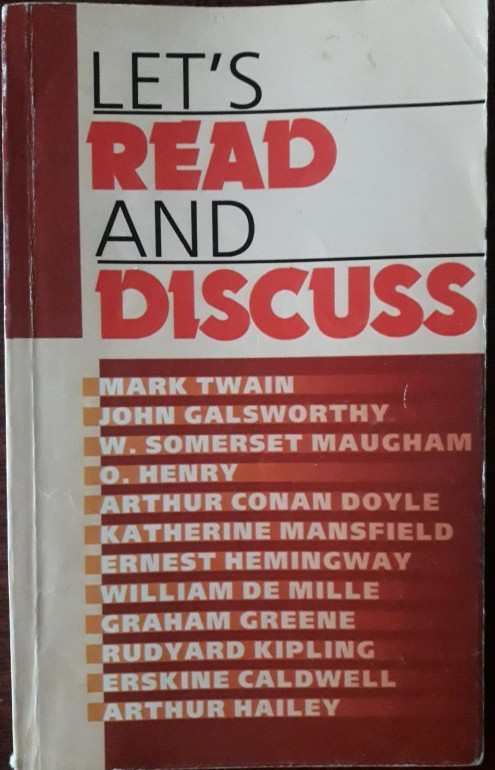 LET'S
READ
AND
DISCUSS
MARK TWAIN
JOHN GALSWORTHY
W. SOMERSET MAUGHAM
O. HENRY
ARTHUR CONAN DOYLE
KATHERINE MANSFIELD
ERNEST HEMINGWAY
WILLIAM DE MILLE
GRAHAM GREENE
RUDYARD KIPLING
ERSKINE CALDWELL
ARTHUR HAILEY